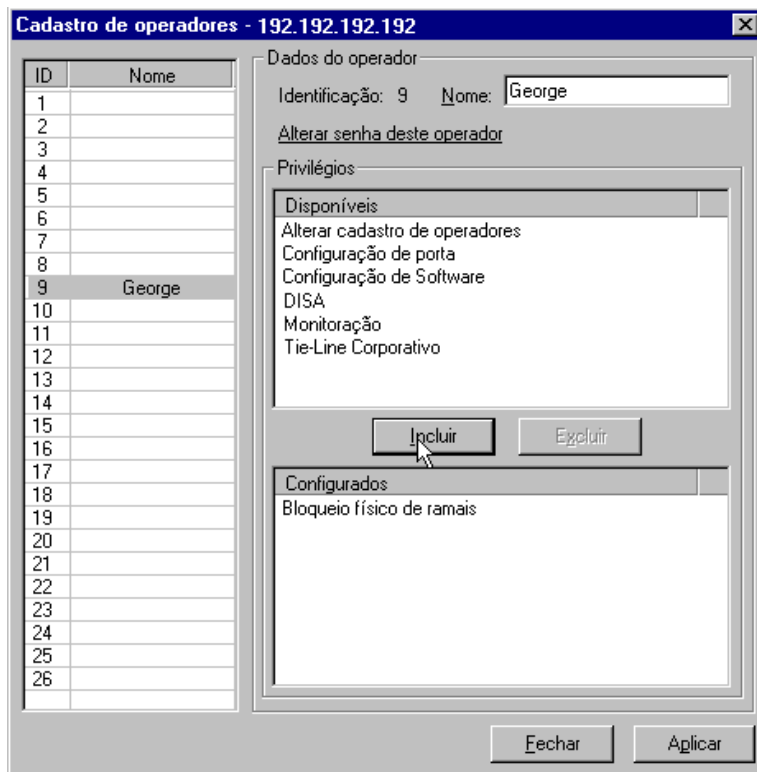 Cadastro de operadores - 192.192.192.192
ID Nome
1
2
3
4
5
6
7
8
9 George
10
11
12
13
14
15
16
17
18
19
20
21
22
23
24
25
26
Dados do operador
Identificação: 9 Nome: George
Alterar senha deste operador
Privilégios
Disponíveis
Alterar cadastro de operadores
Configuração de porta
Configuração de Software
DISA
Monitoração
Tie-Line Corporativo
Incluir Excluir
Configurados
Bloqueio físico de ramais
Fechar Aplicar